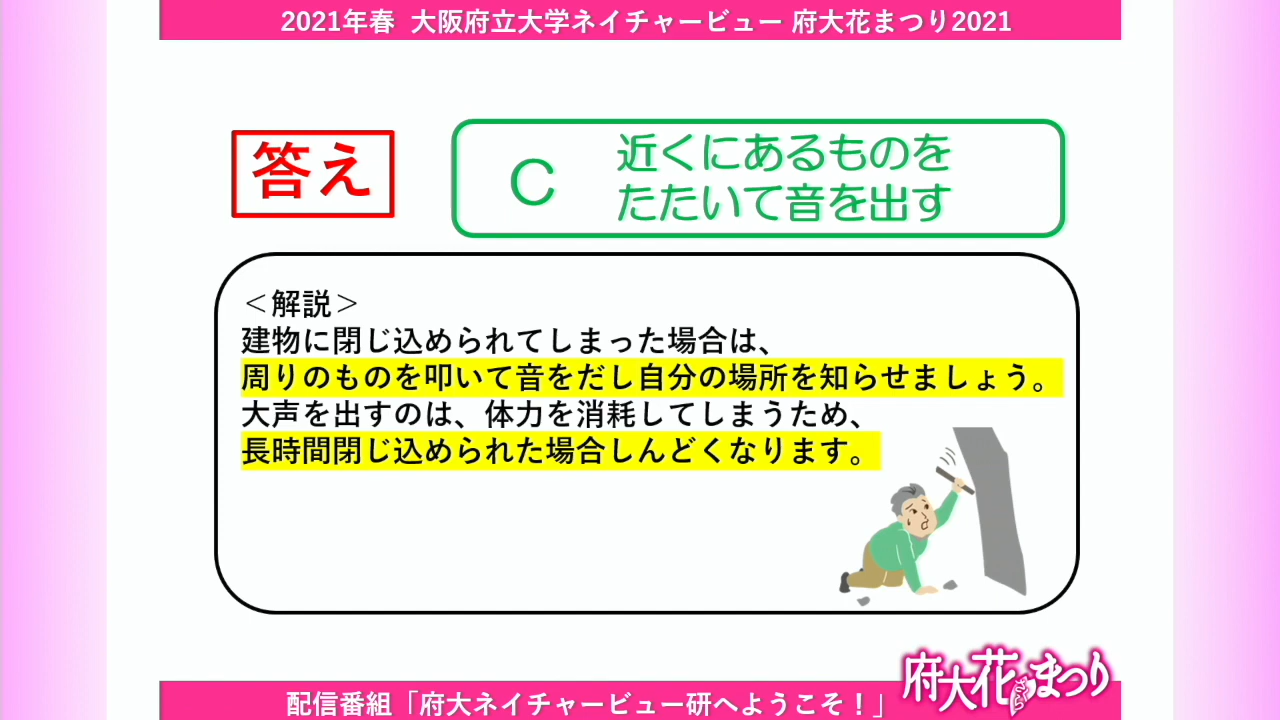 2021年春 大阪府立大学ネイチャービュー 府大花まつり2021
答え
C
近くにあるものを
たたいて音を出す
＜解説＞
建物に閉じ込められてしまった場合は、
周りのものを叩いて音をだし自分の場所を知らせましょう。
大声を出すのは、体力を消耗してしまうため、
長時間閉じ込められた場合しんどくなります。
府大花まつり
配信番組「府大ネイチャービュー研へようこそ！」